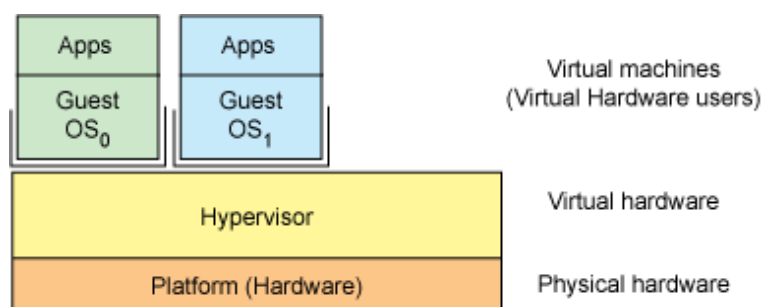 Apps
Apps
Guest
OS0
Guest
OS1
Virtual machines
(Virtual Hardware users)
Hypervisor
Virtual hardware
Platform (Hardware)
Physical hardware